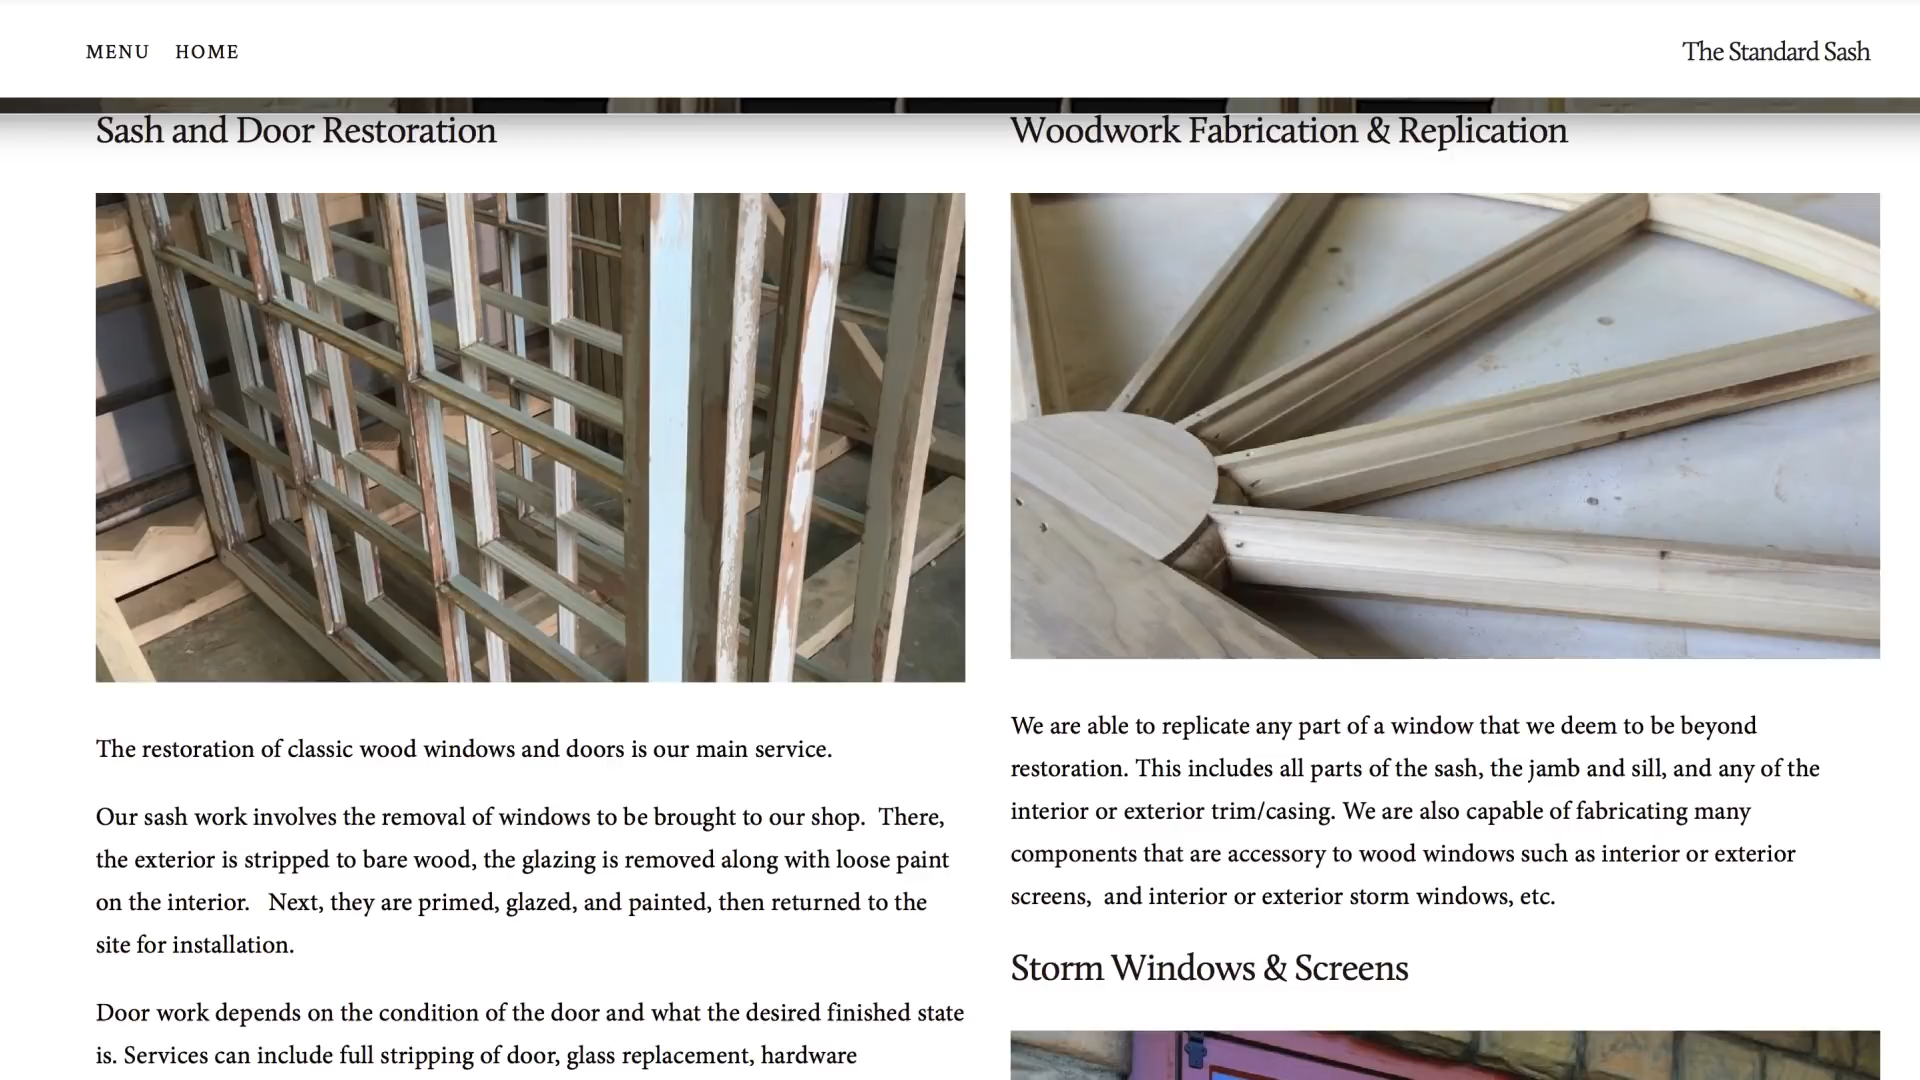 MENU HOME
The Standard Sash
Sash and Door Restoration
The restoration of classic wood windows and doors is our main service.
Our sash work involves the removal of windows to be brought to our shop.  There,
the exterior is stripped to bare wood, the glazing is removed along with loose paint
on the interior.   Next, they are primed, glazed, and painted, then returned to the
site for installation.
Door work depends on the condition of the door and what the desired finished state
is. Services can include full stripping of door, glass replacement, hardware
Woodwork Fabrication & Replication
We are able to replicate any part of a window that we deem to be beyond
restoration. This includes all parts of the sash, the jamb and sill, and any of the
interior or exterior trim/casing. We are also capable of fabricating many
components that are accessory to wood windows such as interior or exterior
screens,  and interior or exterior storm windows, etc.
Storm Windows & Screens